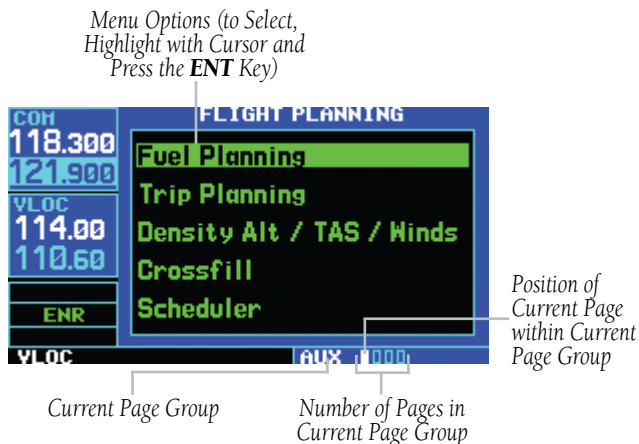 Menu Options (to Select,
Highlight with Cursor and
Press the ENT Key)
COM
118.300
121.900
VLOC
114.00
110.60
ENR
VLOC
FLIGHT PLANNING
Fuel Planning
Trip Planning
Density Alt / TAS / Winds
Crossfill
Scheduler
AUX
Position of
Current Page
within Current
Page Group
Current Page Group
Number of Pages in
Current Page Group